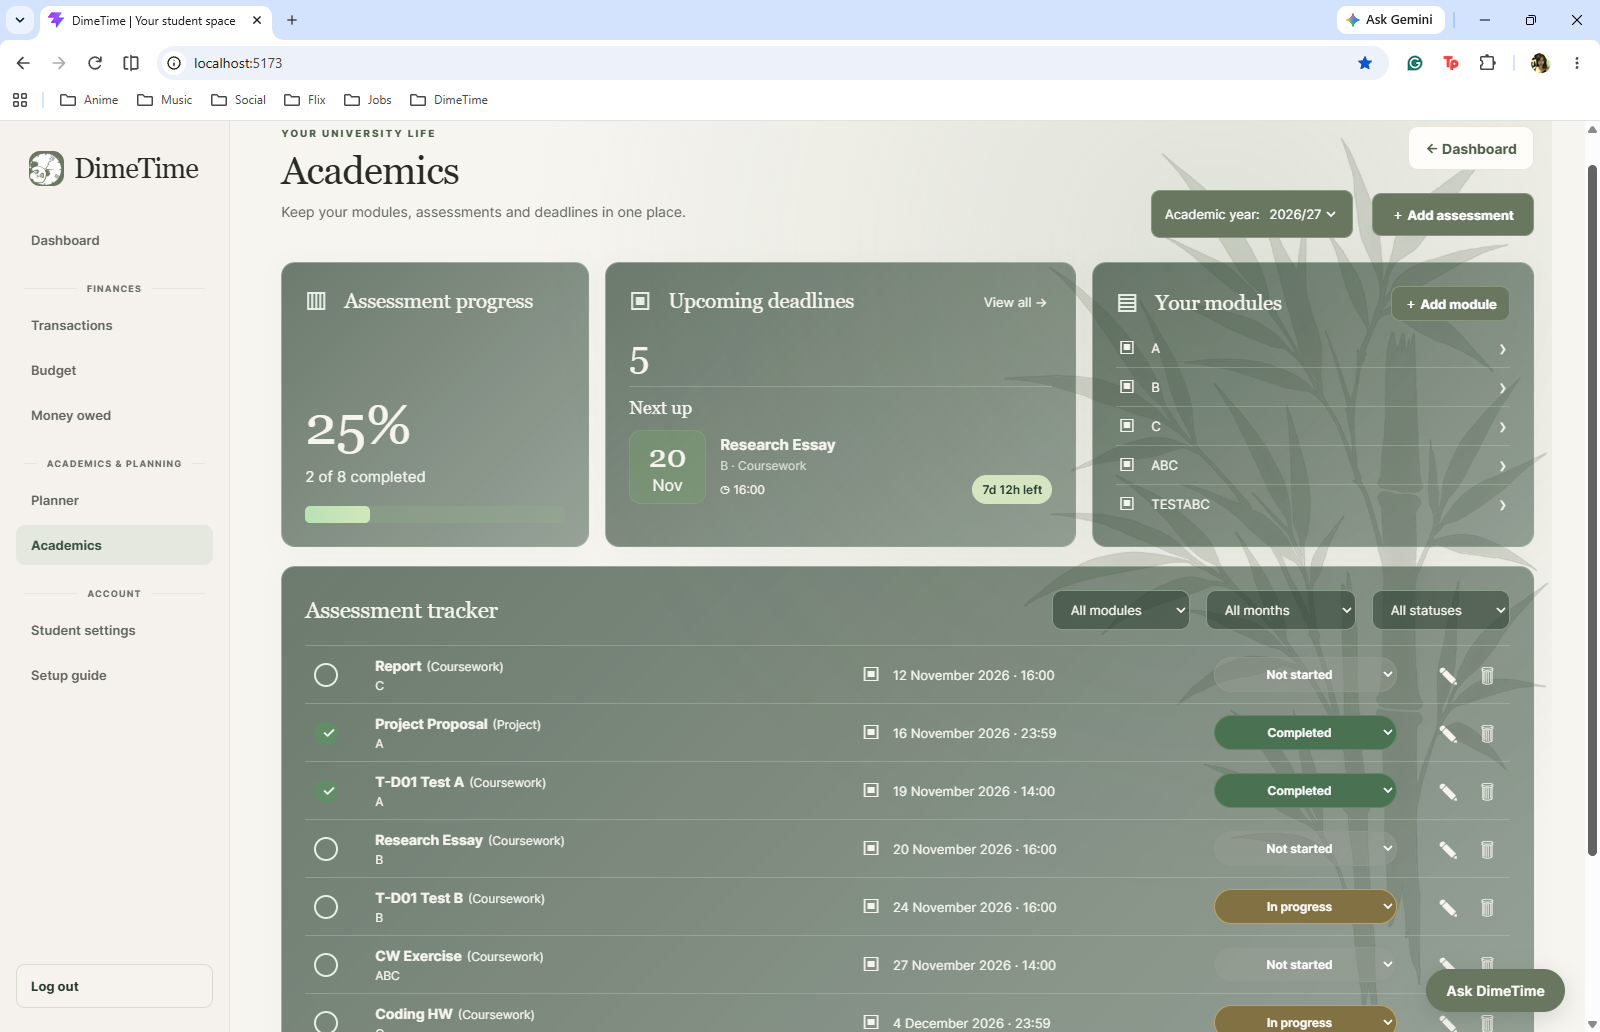 DimeTime | Your student space
Ask Gemini
localhost:5173
Anime
Music
Social
Flix
Jobs
DimeTime
DimeTime
Dashboard
FINANCES
Transactions
Budget
Money owed
ACADEMICS & PLANNING
Planner
Academics
ACCOUNT
Student settings
Setup guide
Log out
YOUR UNIVERSITY LIFE
Academics
Keep your modules, assessments and deadlines in one place.
← Dashboard
Academic year: 2026/27
+ Add assessment
Assessment progress
25%
2 of 8 completed
Upcoming deadlines
View all →
5
Next up
20
Nov
Research Essay
B · Coursework
16:00
7d 12h left
Your modules
+ Add module
A
B
C
ABC
TESTABC
Assessment tracker
All modules
All months
All statuses
Report (Coursework)
C
12 November 2026 · 16:00
Not started
Project Proposal (Project)
A
16 November 2026 · 23:59
Completed
T-D01 Test A (Coursework)
A
19 November 2026 · 14:00
Completed
Research Essay (Coursework)
B
20 November 2026 · 16:00
Not started
T-D01 Test B (Coursework)
B
24 November 2026 · 16:00
In progress
CW Exercise (Coursework)
ABC
27 November 2026 · 14:00
Not started
Coding HW (Coursework)
4 December 2026 · 23:59
In progress
Ask DimeTime